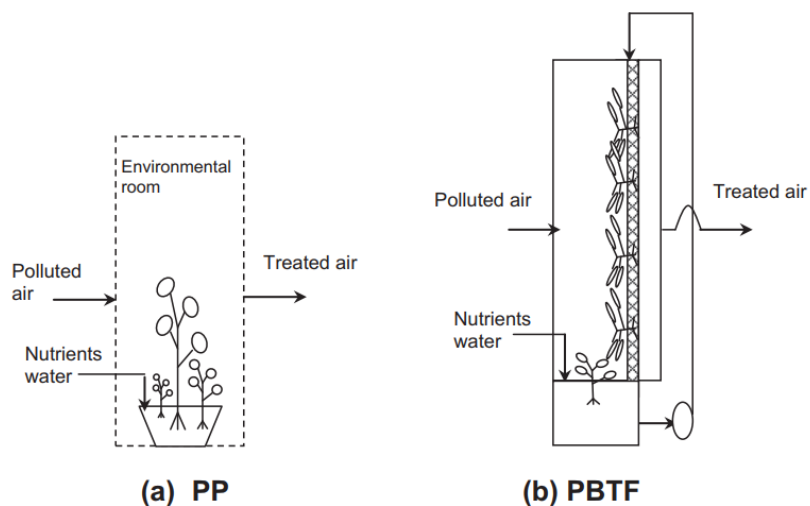 Environmental
room
Polluted
air
Treated air
Nutrients
water
(a) PP
Polluted air
Treated air
Nutrients
water
(b) PBTF